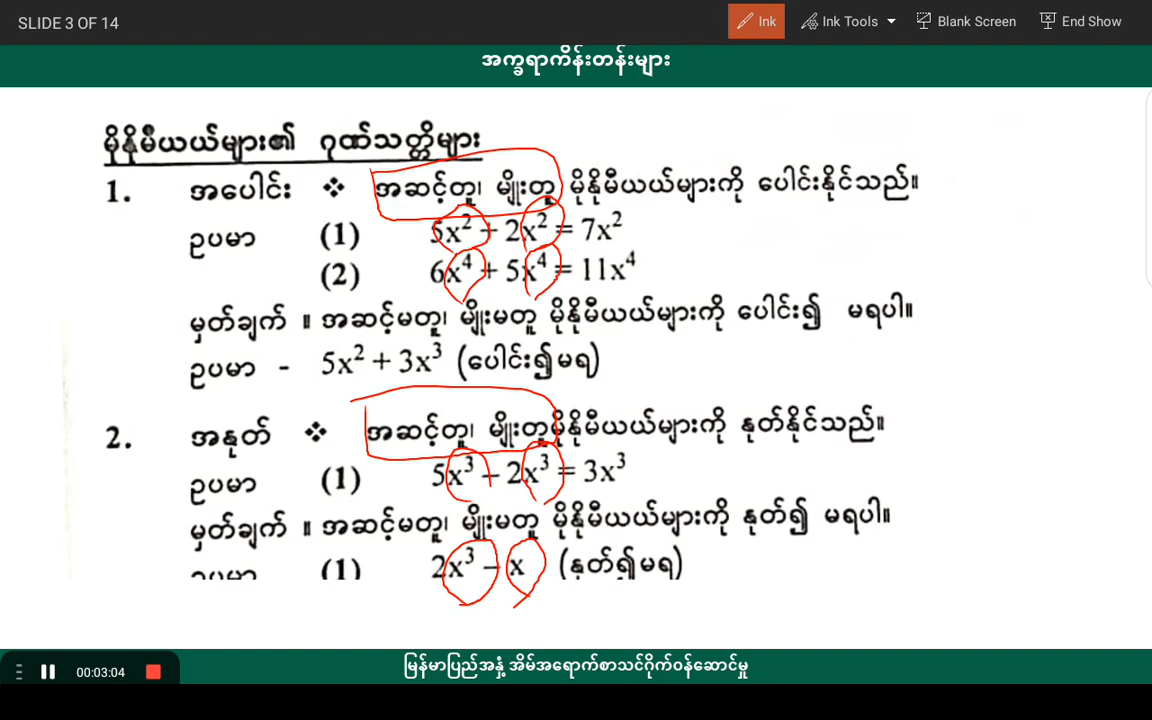 SLIDE 3 OF 14 Ink Ink Tools Blank Screen End Show
အက္ခရာကိန်းတန်းများ
မိုနိုမီယယ်များ၏ ဂုဏ်သတ္တိများ
1. အပေါင်း ❖ အဆင့်တူ၊ မျိုးတူ မိုနိုမီယယ်များကို ပေါင်းနိုင်သည်။
ဥပမာ (1) 5x² + 2x² = 7x²
(2) 6x⁴ + 5x⁴ = 11x⁴
မှတ်ချက် ။ အဆင့်မတူ၊ မျိုးမတူ မိုနိုမီယယ်များကို ပေါင်း၍ မရပါ။
ဥပမာ - 5x² + 3x³ (ပေါင်း၍မရ)
2. အနုတ် ❖ အဆင့်တူ၊ မျိုးတူမိုနိုမီယယ်များကို နုတ်နိုင်သည်။
ဥပမာ (1) 5x³ – 2x³ = 3x³
မှတ်ချက် ။ အဆင့်မတူ၊ မျိုးမတူ မိုနိုမီယယ်များကို နုတ်၍ မရပါ။
ဥပမာ (1) 2x³ – x (နုတ်၍မရ)
မြန်မာပြည်အနှံ့ အိမ်အရောက်စာသင်ဂိုက်ဝန်ဆောင်မှု
00:03:04